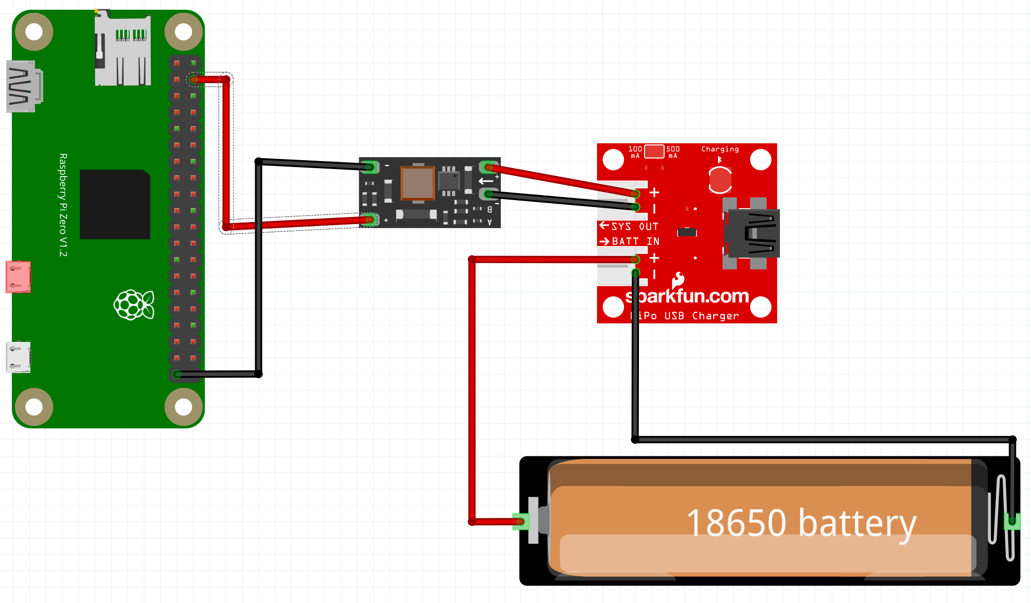 Raspberry Pi Zero V1.2
-
+
+
-
B
A
100 mA
500 mA
Charging
+
-
←SYS OUT
→BATT IN
+
-
sparkfun.com
LiPo USB Charger
18650 battery